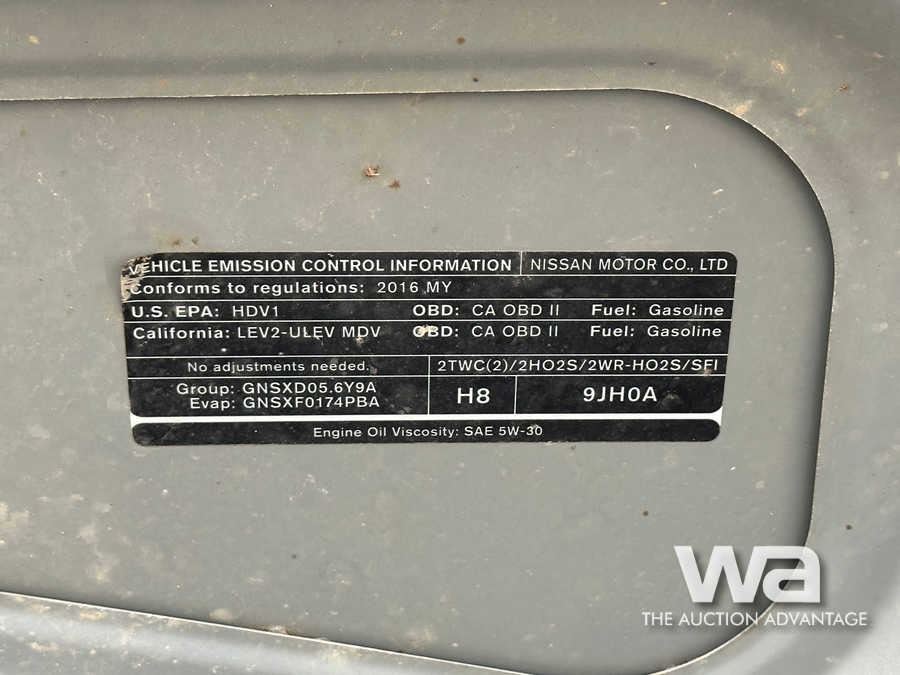 VEHICLE EMISSION CONTROL INFORMATION NISSAN MOTOR CO., LTD
Conforms to regulations: 2016 MY
U.S. EPA: HDV1 OBD: CA OBD II Fuel: Gasoline
California: LEV2-ULEV MDV OBD: CA OBD II Fuel: Gasoline
No adjustments needed. 2TWC(2)/2HO2S/2WR-HO2S/SFI
Group: GNSXD05.6Y9A
Evap: GNSXF0174PBA
H8 9JH0A
Engine Oil Viscosity: SAE 5W-30
wa
THE AUCTION ADVANTAGE